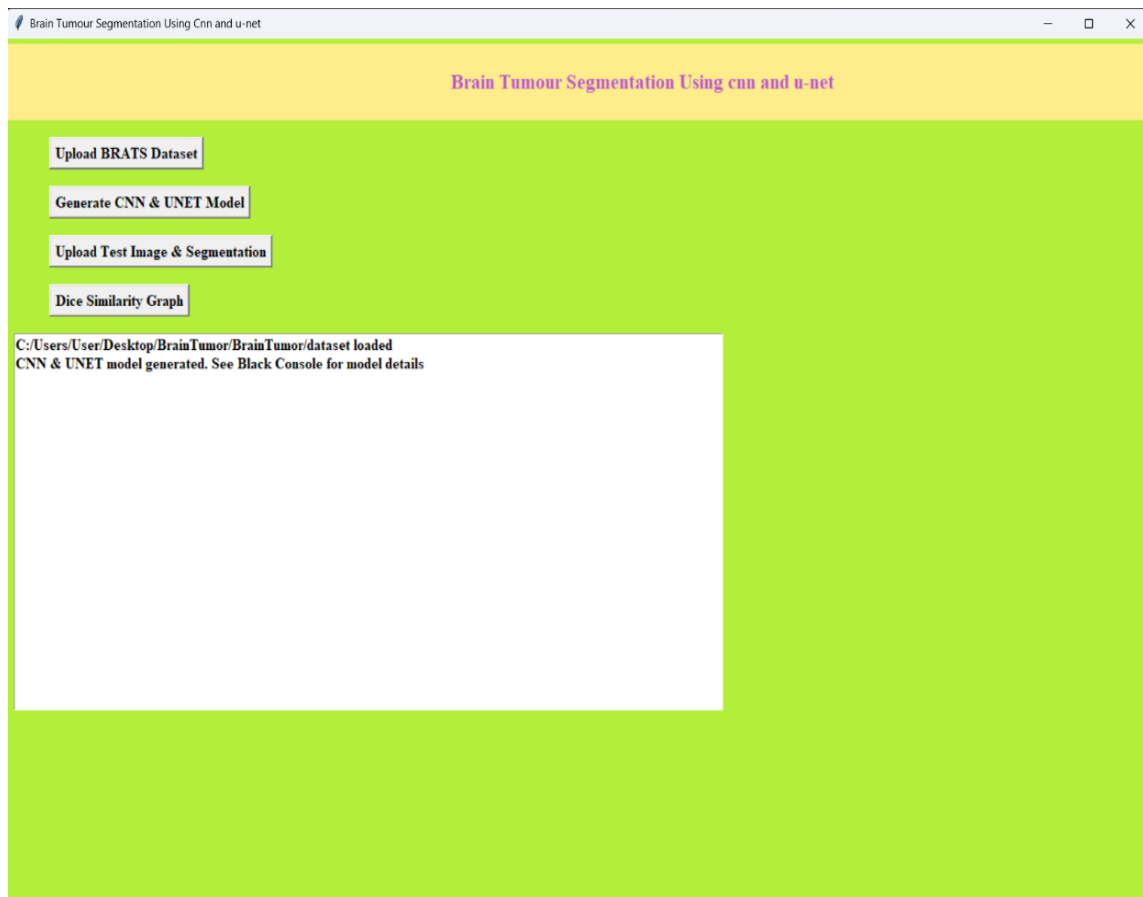 Brain Tumour Segmentation Using Cnn and u-net
Brain Tumour Segmentation Using cnn and u-net
Upload BRATS Dataset
Generate CNN & UNET Model
Upload Test Image & Segmentation
Dice Similarity Graph
C:/Users/User/Desktop/BrainTumor/BrainTumor/dataset loaded
CNN & UNET model generated. See Black Console for model details